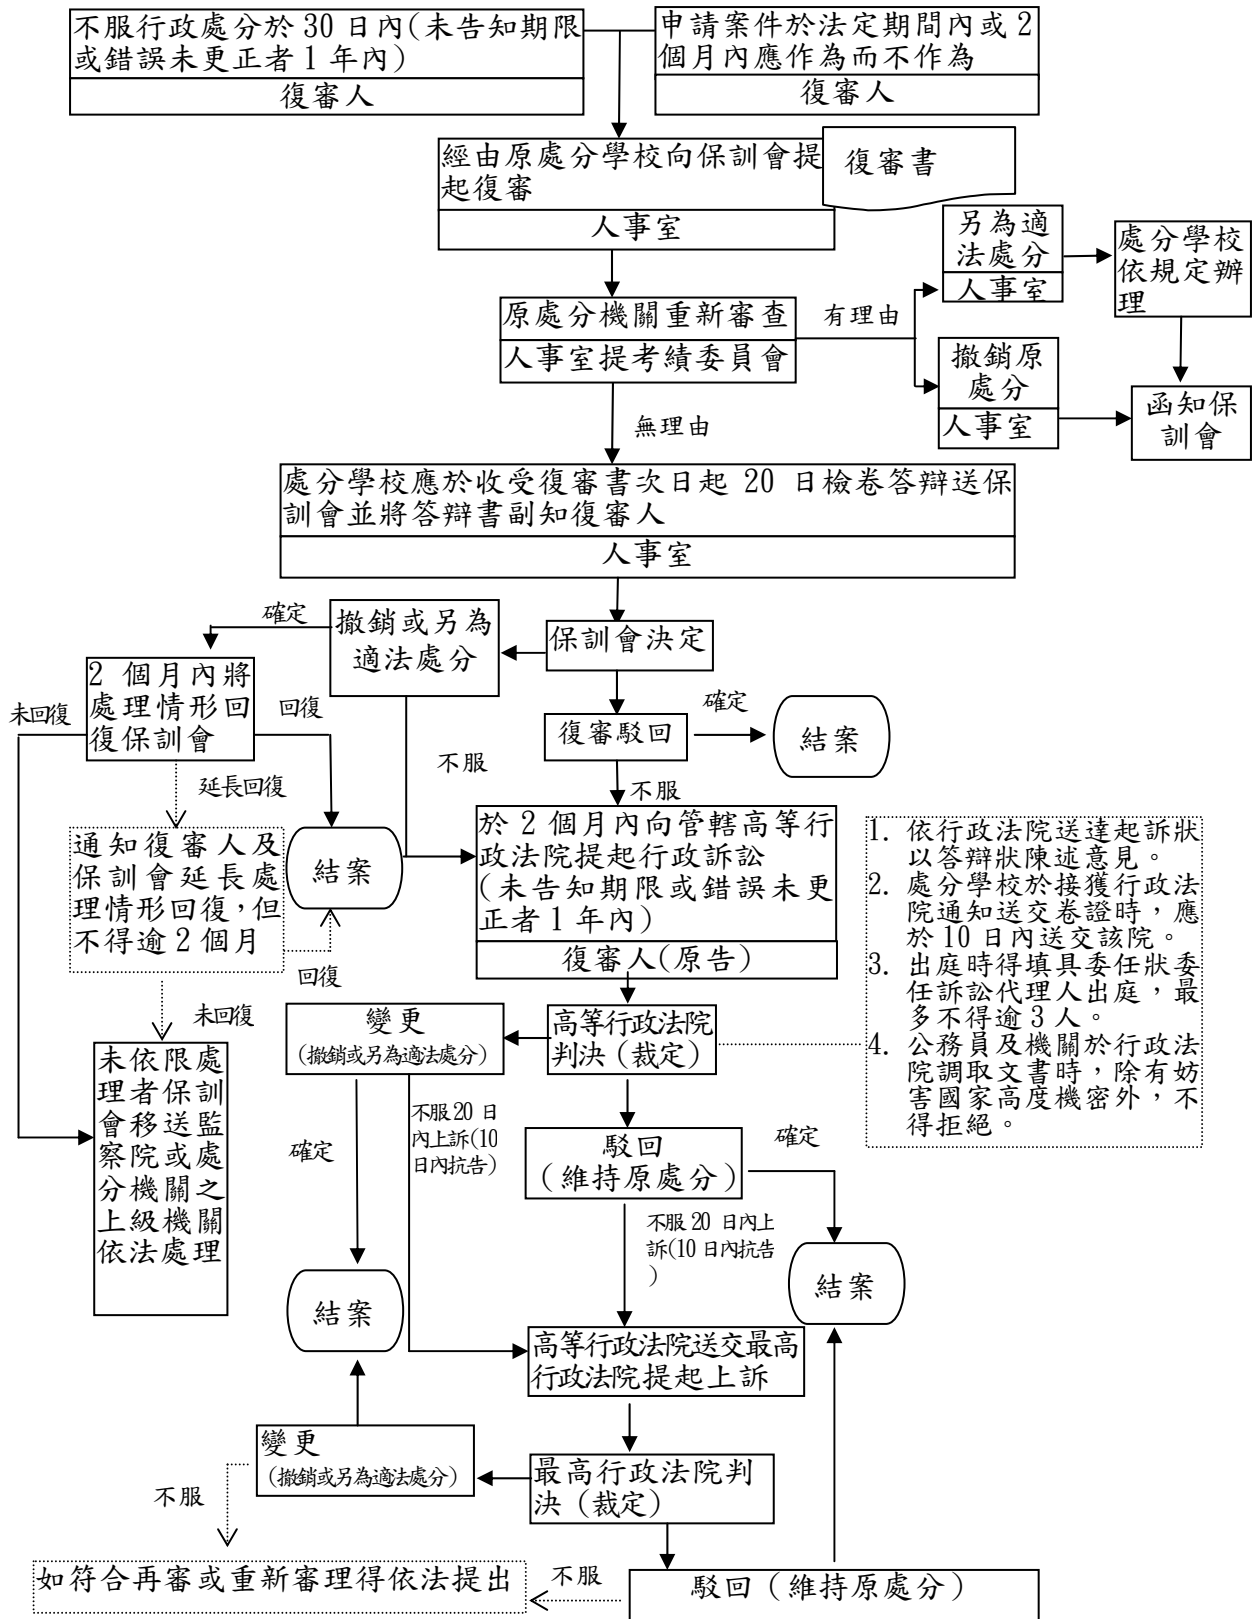 不服行政處分於 30 日內(未告知期限
或錯誤未更正者 1 年內)
復審人
申請案件於法定期間內或 2
個月內應作為而不作為
復審人
經由原處分學校向保訓會提
起復審
人事室
復審書
原處分機關重新審查
人事室提考績委員會
有理由
另為適
法處分
人事室
處分學校
依規定辦
理
撤銷原
處分
人事室
函知保
訓會
無理由
處分學校應於收受復審書次日起 20 日檢卷答辯送保
訓會並將答辯書副知復審人
人事室
保訓會決定
撤銷或另為
適法處分
確定
2 個月內將
處理情形回
復保訓會
未回復
回復
延長回復
不服
復審駁回
確定
結案
不服
通知復審人及
保訓會延長處
理情形回復,但
不得逾 2 個月
結案
回復
未回復
於 2 個月內向管轄高等行
政法院提起行政訴訟
(未告知期限或錯誤未更
正者 1 年內)
復審人(原告)
1. 依行政法院送達起訴狀
以答辯狀陳述意見。
2. 處分學校於接獲行政法
院通知送交卷證時，應
於 10 日內送交該院。
3. 出庭時得填具委任狀委
任訴訟代理人出庭，最
多不得逾 3 人。
4. 公務員及機關於行政法
院調取文書時，除有妨
害國家高度機密外，不
得拒絕。
未依限處
理者保訓
會移送監
察院或處
分機關之
上級機關
依法處理
變更
(撤銷或另為適法處分)
高等行政法院
判決(裁定)
確定
不服 20 日
內上訴(10
日內抗告)
駁回
(維持原處分)
確定
不服 20 日內上
訴(10 日內抗告
)
結案
結案
高等行政法院送交最高
行政法院提起上訴
變更
(撤銷或另為適法處分)
最高行政法院判
決(裁定)
不服
如符合再審或重新審理得依法提出
不服
駁回(維持原處分)